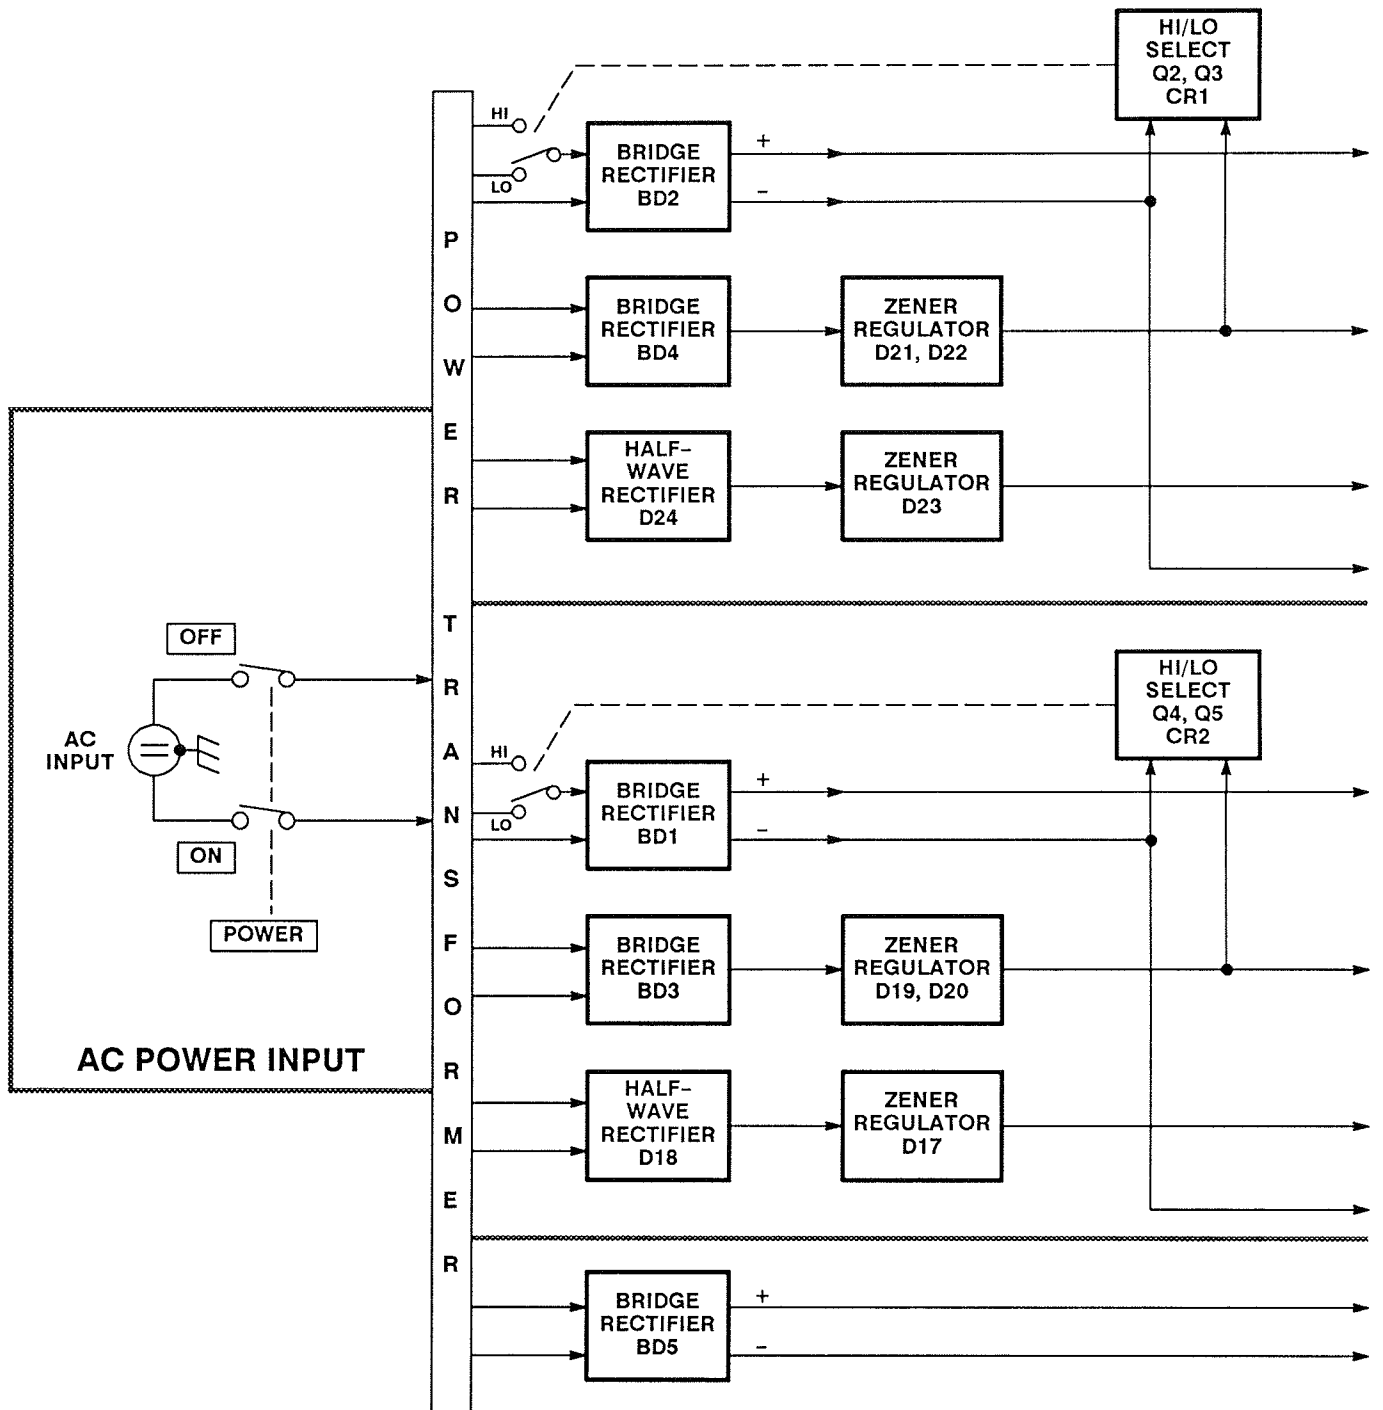 HI/LO
SELECT
Q2, Q3
CR1
HI
LO
BRIDGE
RECTIFIER
BD2
+
−
BRIDGE
RECTIFIER
BD4
ZENER
REGULATOR
D21, D22
HALF–
WAVE
RECTIFIER
D24
ZENER
REGULATOR
D23
POWER TRANSFORMER
OFF
AC
INPUT
ON
POWER
AC POWER INPUT
HI/LO
SELECT
Q4, Q5
CR2
HI
LO
BRIDGE
RECTIFIER
BD1
+
−
BRIDGE
RECTIFIER
BD3
ZENER
REGULATOR
D19, D20
HALF–
WAVE
RECTIFIER
D18
ZENER
REGULATOR
D17
BRIDGE
RECTIFIER
BD5
+
−